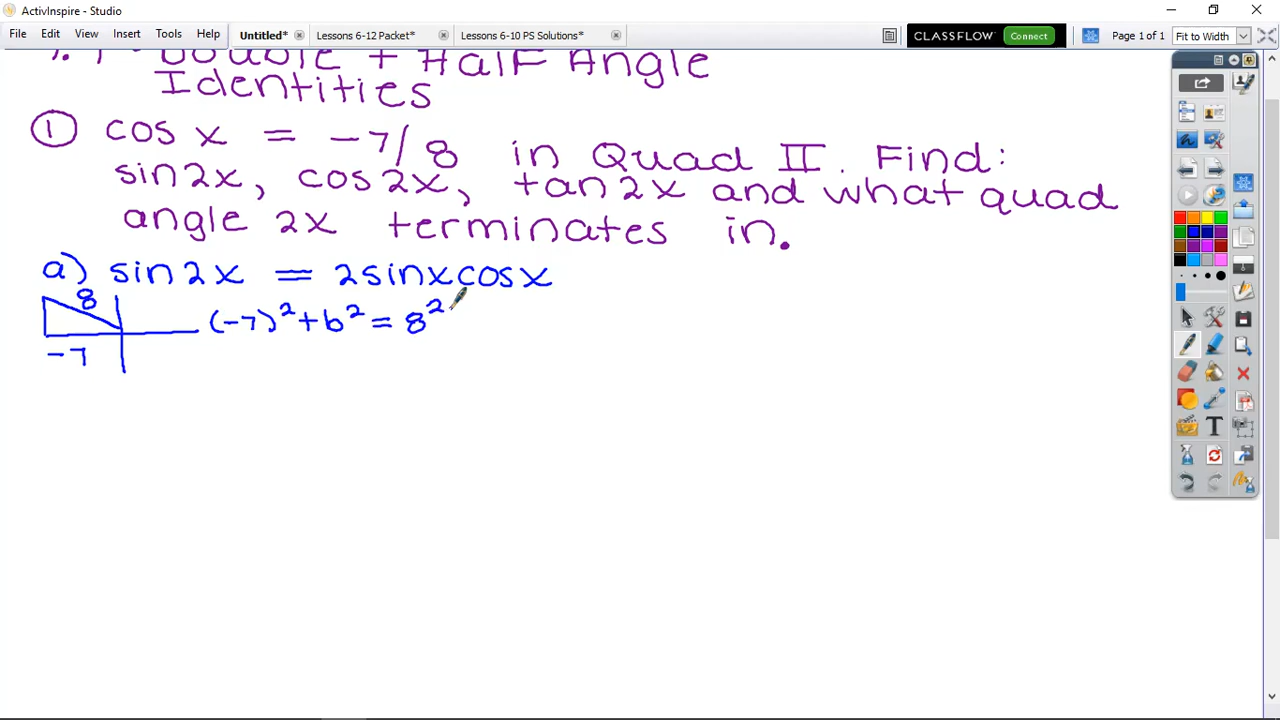 ActivInspire - Studio
File Edit View Insert Tools Help Untitled* Lessons 6-12 Packet* Lessons 6-10 PS Solutions* CLASSFLOW Connect Page 1 of 1 Fit to Width
Double + Half Angle
Identities
① cos x = -7/8 in Quad II. Find:
sin2x, cos2x, tan2x and what quad
angle 2x terminates in.
a) sin2x = 2sinxcosx
8
(-7)² + b² = 8²
-7